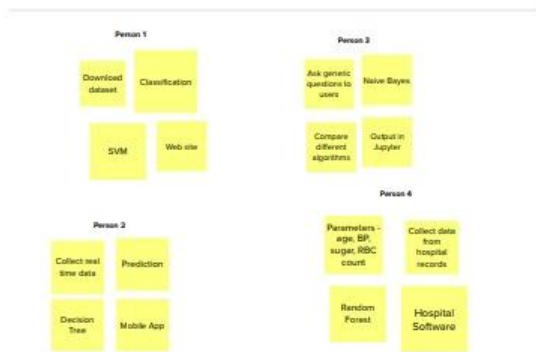 Person 1
Download
dataset
Classification
SVM
Web site
Person 3
Ask generic
questions to
users
Naive Bayes
Compare
different
algorithms
Output in
Jupyter
Person 2
Collect real
time data
Prediction
Decision
Tree
Mobile App
Person 4
Parameters -
age, BP,
sugar, RBC
count
Collect data
from
hospital
records
Random
Forest
Hospital
Software